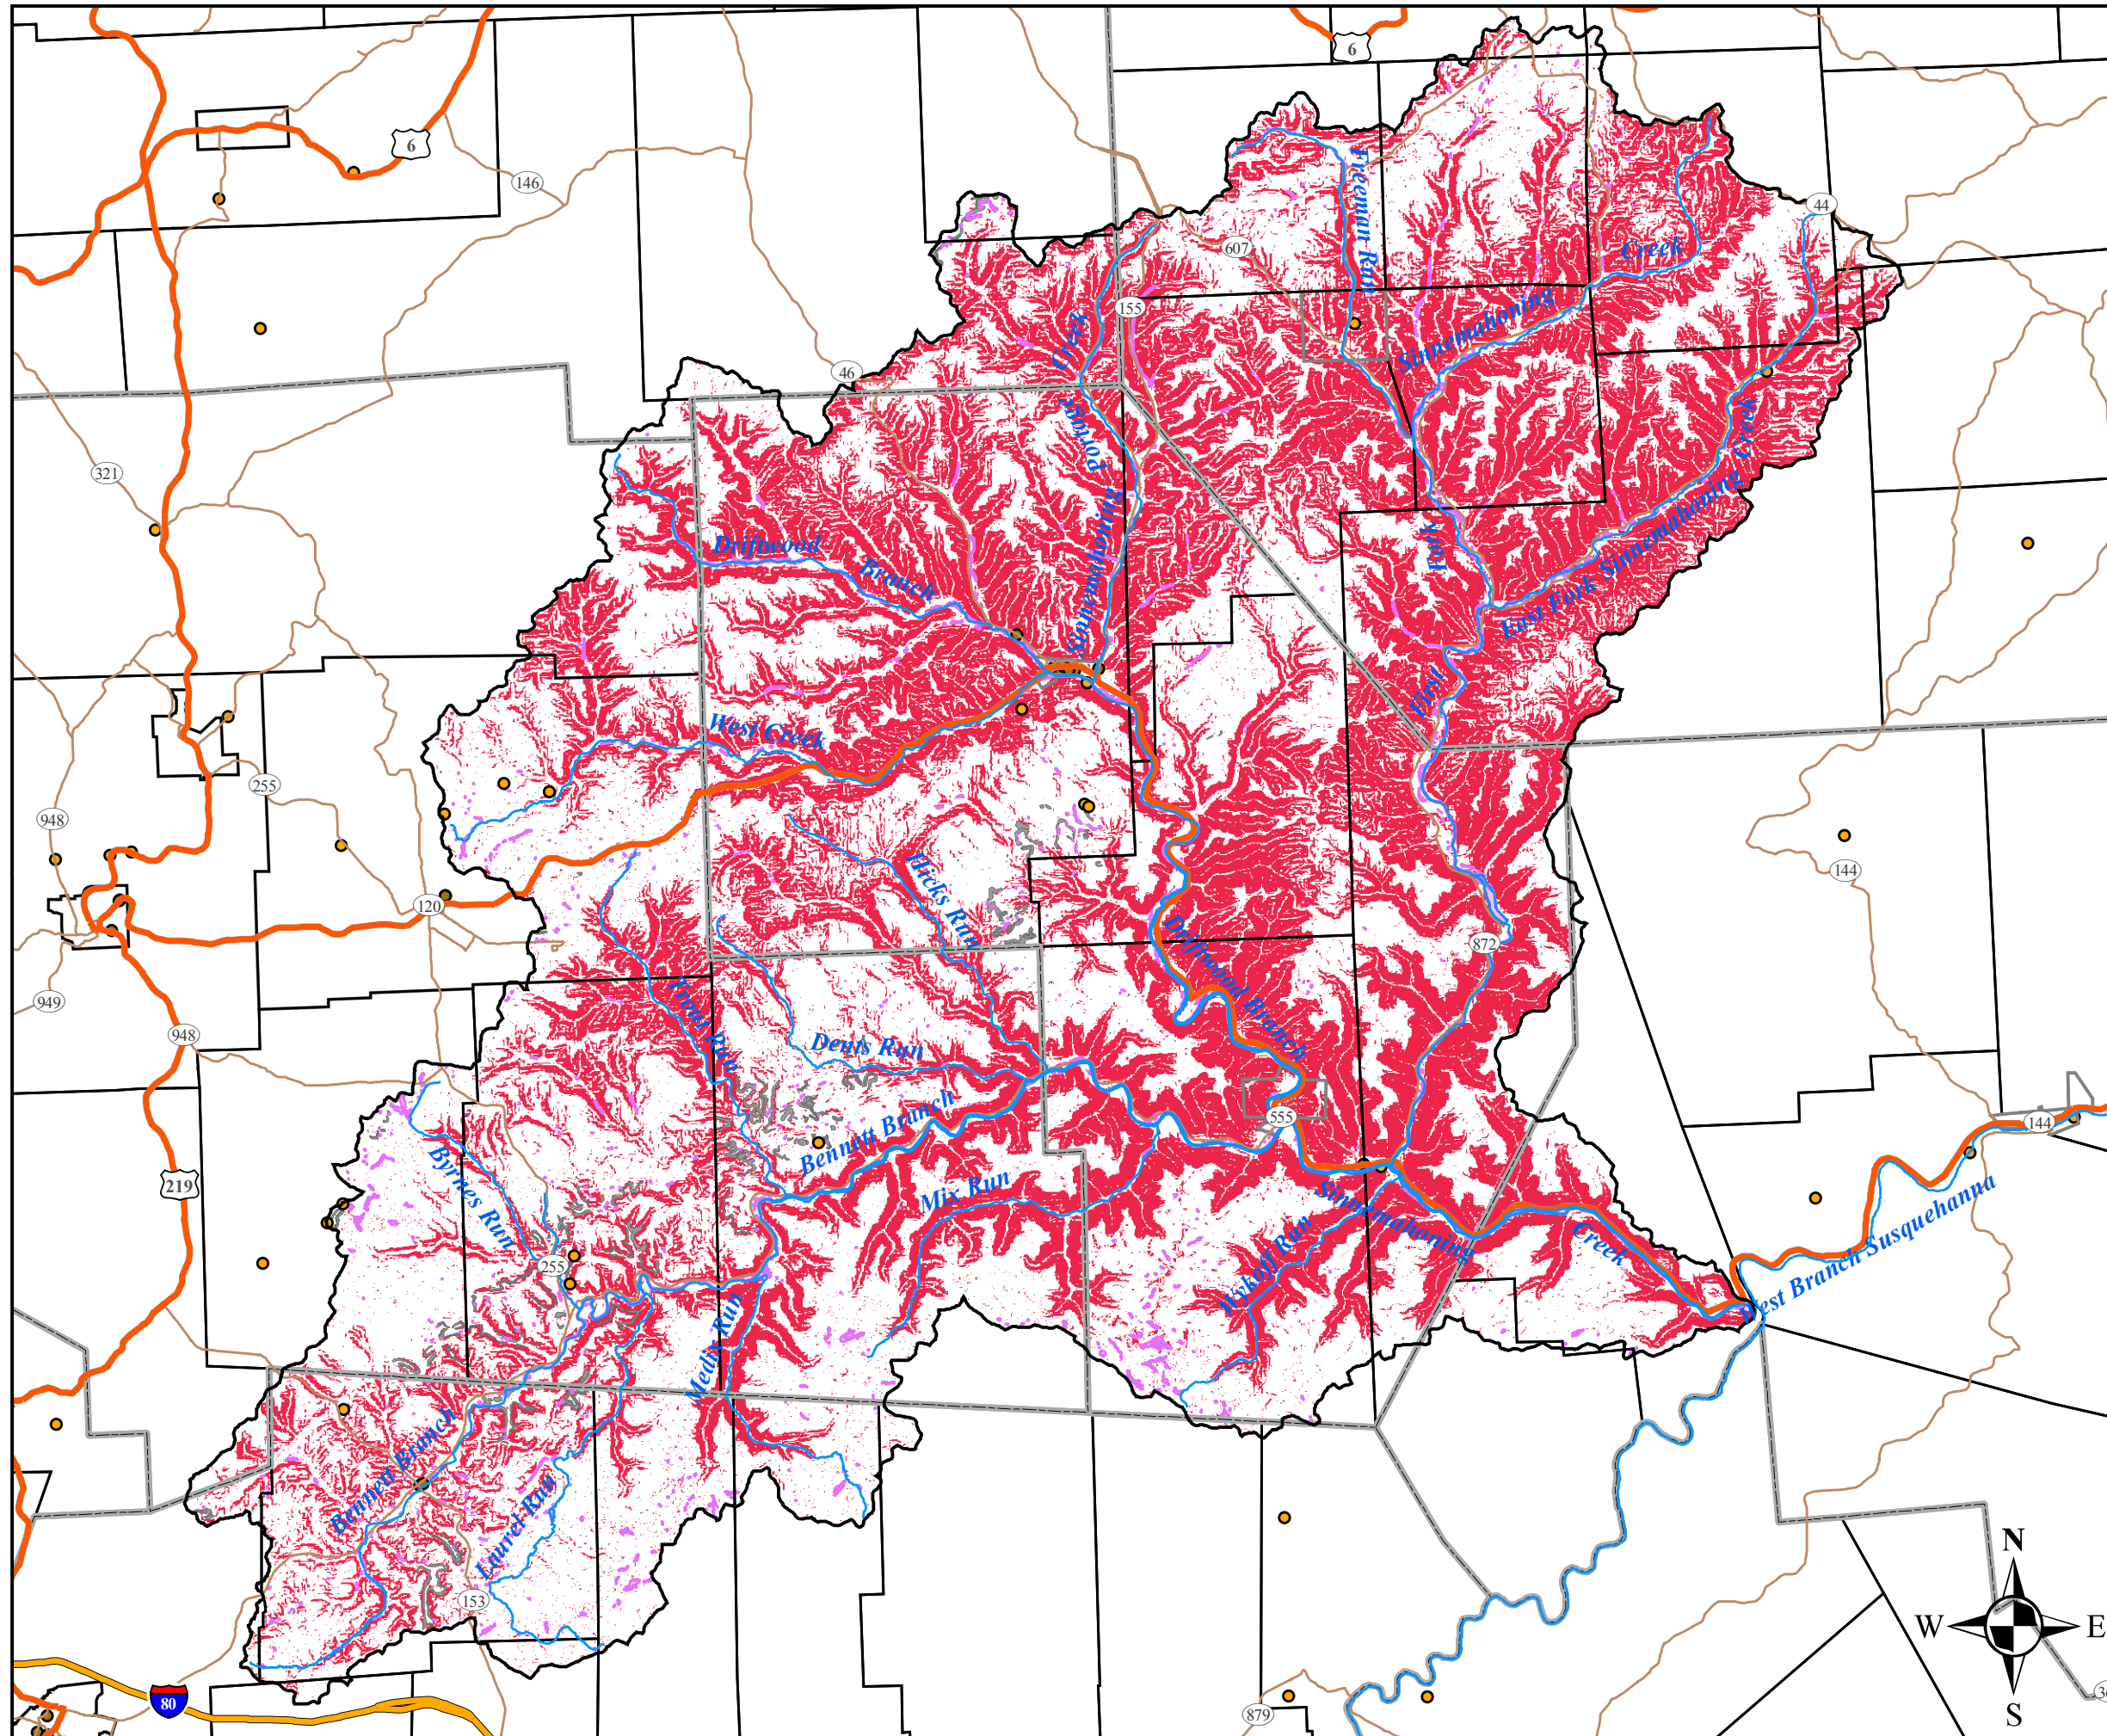 6
6
146
44
Freeman Run
607
Creek
155
Sinnemahoning
Creek
46
Portage
321
East Fork Sinnemahoning Creek
Driftwood
Branch
Sinnemahoning
Fork
First
West Creek
255
948
Hicks Run
144
120
Driftwood Branch
872
949
Trout Run
948
Dents Run
555
144
Bennett Branch
Byrnes Run
219
Mix Run
Sinnemahoning
Creek
West Branch Susquehanna
Wykoff Run
255
Medix Run
Bennett Branch
Laurel Run
153
N
W
E
S
80
879